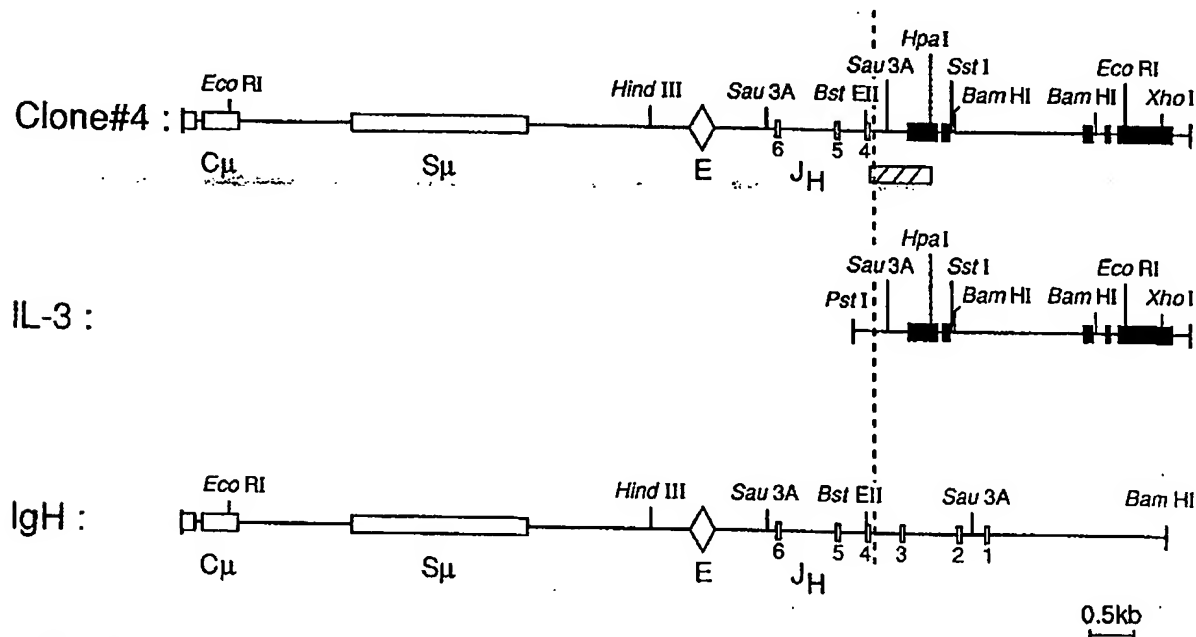 Hpa I
Sau 3A Sst I Eco RI
Eco RI Hind III Sau 3A Bst EII Bam HI Bam HI Xho I
Clone#4 :
6 5 4
Cμ Sμ E JH
Hpa I
Sau 3A Sst I Eco RI
Pst I Bam HI Bam HI Xho I
IL-3 :
Eco RI Hind III Sau 3A Bst EII Sau 3A Bam HI
IgH :
6 5 4 3 2 1
Cμ Sμ E JH
0.5kb